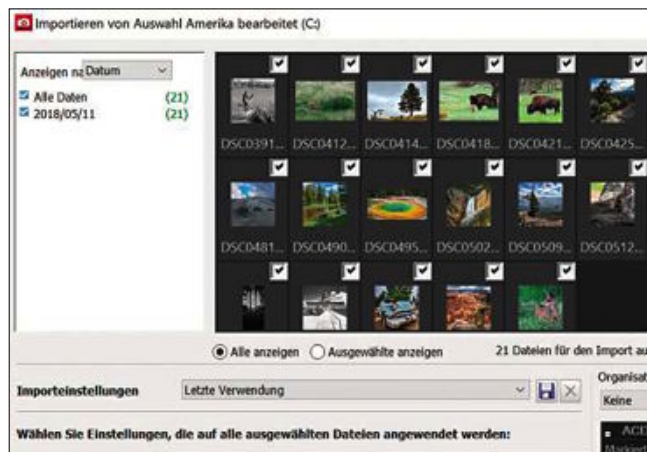 Importieren von Auswahl Amerika bearbeitet (C:)
Anzeigen na Datum
Alle Daten (21)
2018/05/11 (21)
DSC0391... DSC0412... DSC0414... DSC0418... DSC0421... DSC0425...
DSC0481... DSC0490... DSC0495... DSC0502... DSC0509... DSC0512...
Alle anzeigen Ausgewählte anzeigen 21 Dateien für den Import au
Organisat
Importeinstellungen Letzte Verwendung Keine
Wählen Sie Einstellungen, die auf alle ausgewählten Dateien angewendet werden: